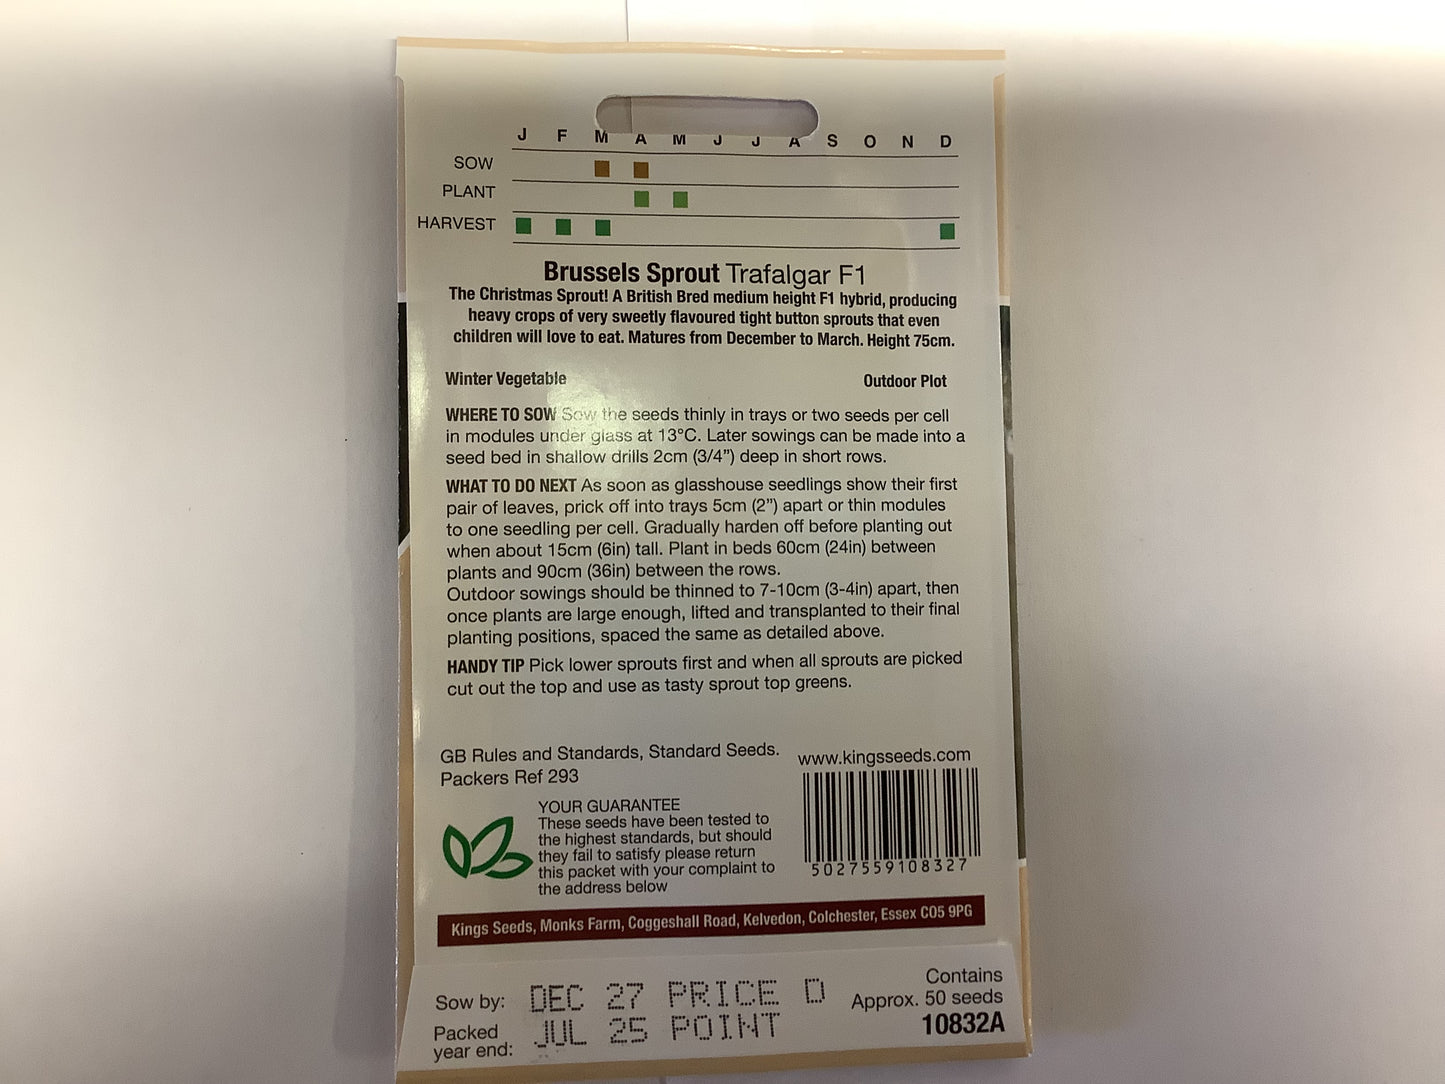 J F M A M J J A S O N D
SOW
PLANT
HARVEST
Brussels Sprout Trafalgar F1
The Christmas Sprout! A British Bred medium height F1 hybrid, producing
heavy crops of very sweetly flavoured tight button sprouts that even
children will love to eat. Matures from December to March. Height 75cm.
Winter Vegetable Outdoor Plot
WHERE TO SOW Sow the seeds thinly in trays or two seeds per cell
in modules under glass at 13°C. Later sowings can be made into a
seed bed in shallow drills 2cm (3/4”) deep in short rows.
WHAT TO DO NEXT As soon as glasshouse seedlings show their first
pair of leaves, prick off into trays 5cm (2”) apart or thin modules
to one seedling per cell. Gradually harden off before planting out
when about 15cm (6in) tall. Plant in beds 60cm (24in) between
plants and 90cm (36in) between the rows.
Outdoor sowings should be thinned to 7-10cm (3-4in) apart, then
once plants are large enough, lifted and transplanted to their final
planting positions, spaced the same as detailed above.
HANDY TIP Pick lower sprouts first and when all sprouts are picked
cut out the top and use as tasty sprout top greens.
GB Rules and Standards, Standard Seeds.
Packers Ref 293
www.kingsseeds.com
YOUR GUARANTEE
These seeds have been tested to
the highest standards, but should
they fail to satisfy please return
this packet with your complaint to
the address below
5027559108327
Kings Seeds, Monks Farm, Coggeshall Road, Kelvedon, Colchester, Essex CO5 9PG
Sow by: DEC 27 PRICE D
Packed
year end: JUL 25 POINT
Contains
Approx. 50 seeds
10832A